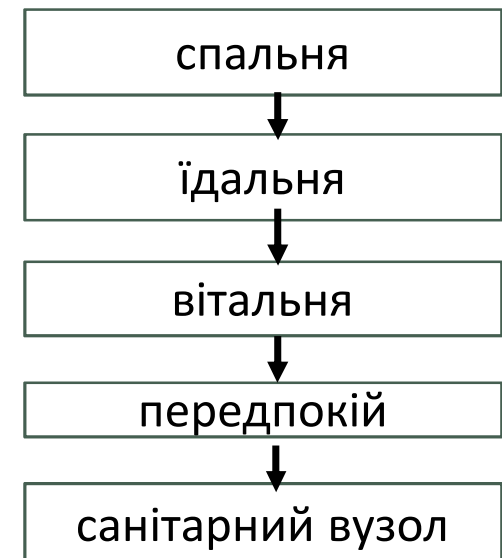 спальня
їдальня
вітальня
передпокій
санітарний вузол